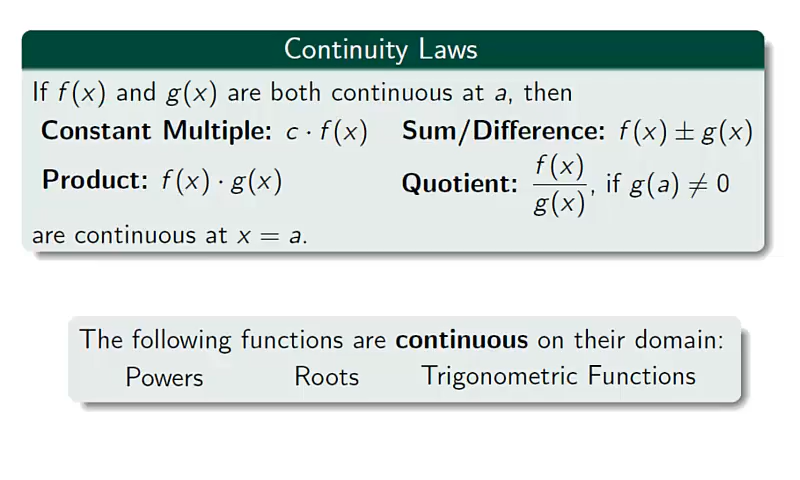 Continuity Laws
If f(x) and g(x) are both continuous at a, then
Constant Multiple: c · f(x) Sum/Difference: f(x) ± g(x)
Product: f(x) · g(x) Quotient: f(x)/g(x), if g(a) ≠ 0
are continuous at x = a.
The following functions are continuous on their domain:
Powers Roots Trigonometric Functions